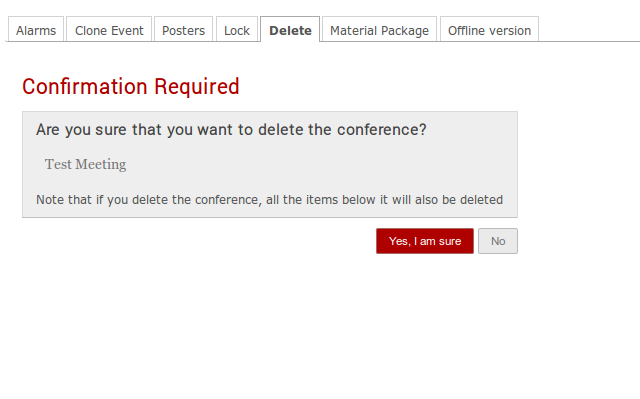 Alarms Clone Event Posters Lock Delete Material Package Offline version
Confirmation Required
Are you sure that you want to delete the conference?
Test Meeting
Note that if you delete the conference, all the items below it will also be deleted
Yes, I am sure No